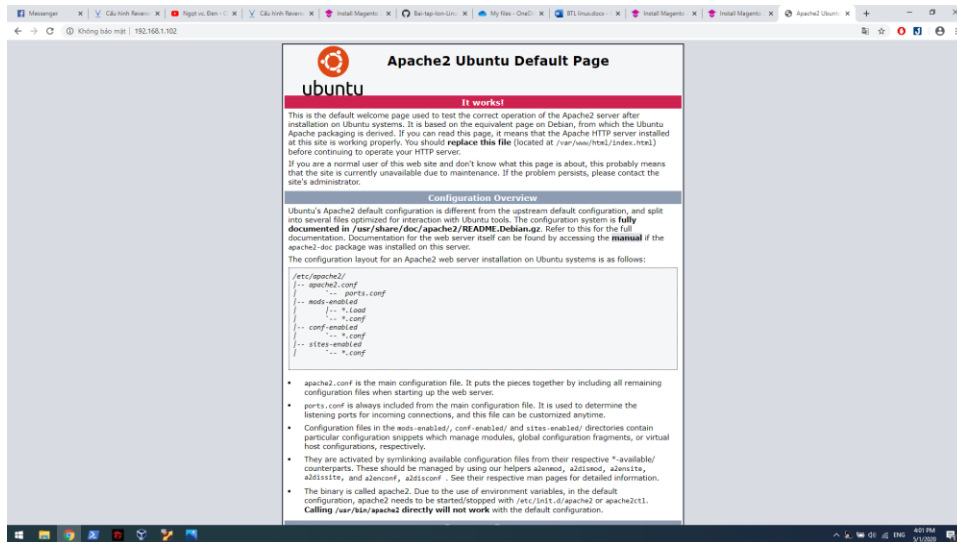 Messenger
Cấu hình Revers
Ngọt vc, Đen - C
Cấu hình Revers
Install Magento
Bai-tap-lon-Linu
My files - OneDr
BTL linux.docx -
Install Magento
Install Magento
Apache2 Ubunt
Không bảo mật | 192.168.1.102
ubuntu
Apache2 Ubuntu Default Page
It works!
This is the default welcome page used to test the correct operation of the Apache2 server after
installation on Ubuntu systems. It is based on the equivalent page on Debian, from which the Ubuntu
Apache packaging is derived. If you can read this page, it means that the Apache HTTP server installed
at this site is working properly. You should replace this file (located at /var/www/html/index.html)
before continuing to operate your HTTP server.
If you are a normal user of this web site and don't know what this page is about, this probably means
that the site is currently unavailable due to maintenance. If the problem persists, please contact the
site's administrator.
Configuration Overview
Ubuntu's Apache2 default configuration is different from the upstream default configuration, and split
into several files optimized for interaction with Ubuntu tools. The configuration system is fully
documented in /usr/share/doc/apache2/README.Debian.gz. Refer to this for the full
documentation. Documentation for the web server itself can be found by accessing the manual if the
apache2-doc package was installed on this server.
The configuration layout for an Apache2 web server installation on Ubuntu systems is as follows:
/etc/apache2/
|-- apache2.conf
|       `--  ports.conf
|-- mods-enabled
|       |-- *.load
|       `-- *.conf
|-- conf-enabled
|       `-- *.conf
|-- sites-enabled
|       `-- *.conf
• apache2.conf is the main configuration file. It puts the pieces together by including all remaining
configuration files when starting up the web server.
• ports.conf is always included from the main configuration file. It is used to determine the
listening ports for incoming connections, and this file can be customized anytime.
• Configuration files in the mods-enabled/, conf-enabled/ and sites-enabled/ directories contain
particular configuration snippets which manage modules, global configuration fragments, or virtual
host configurations, respectively.
• They are activated by symlinking available configuration files from their respective *-available/
counterparts. These should be managed by using our helpers a2enmod, a2dismod, a2ensite,
a2dissite, and a2enconf, a2disconf . See their respective man pages for detailed information.
• The binary is called apache2. Due to the use of environment variables, in the default
configuration, apache2 needs to be started/stopped with /etc/init.d/apache2 or apache2ctl.
Calling /usr/bin/apache2 directly will not work with the default configuration.
ENG
4:01 PM
5/1/2020